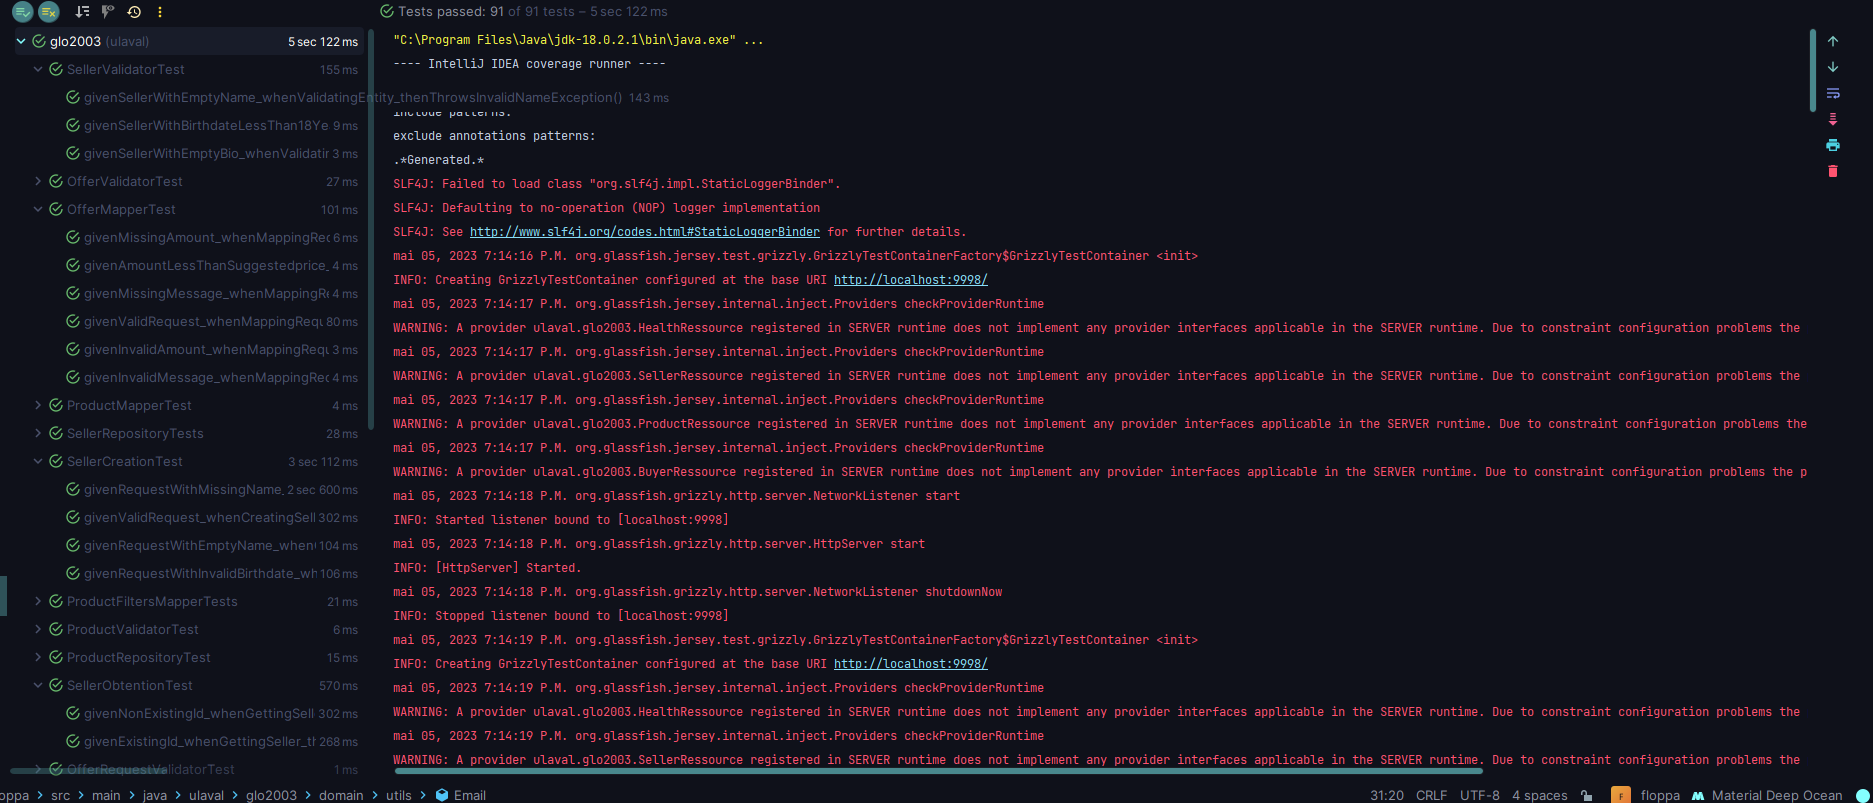 Tests passed: 91 of 91 tests – 5 sec 122 ms
glo2003 (ulaval) 5 sec 122 ms
SellerValidatorTest 155 ms
givenSellerWithEmptyName_whenValidatingEntity_thenThrowsInvalidNameException() 143 ms
givenSellerWithBirthdateLessThan18Ye 9 ms
givenSellerWithEmptyBio_whenValidatin 3 ms
OfferValidatorTest 27 ms
OfferMapperTest 101 ms
givenMissingAmount_whenMappingRec 6 ms
givenAmountLessThanSuggestedprice_ 4 ms
givenMissingMessage_whenMappingRe 4 ms
givenValidRequest_whenMappingRequ 80 ms
givenInvalidAmount_whenMappingRequ 3 ms
givenInvalidMessage_whenMappingRec 4 ms
ProductMapperTest 4 ms
SellerRepositoryTests 28 ms
SellerCreationTest 3 sec 112 ms
givenRequestWithMissingName_ 2 sec 600 ms
givenValidRequest_whenCreatingSell 302 ms
givenRequestWithEmptyName_when 104 ms
givenRequestWithInvalidBirthdate_wh 106 ms
ProductFiltersMapperTests 21 ms
ProductValidatorTest 6 ms
ProductRepositoryTest 15 ms
SellerObtentionTest 570 ms
givenNonExistingId_whenGettingSell 302 ms
givenExistingId_whenGettingSeller_th 268 ms
OfferRequestValidatorTest 1 ms
"C:\Program Files\Java\jdk-18.0.2.1\bin\java.exe" ...
---- IntelliJ IDEA coverage runner ----
include patterns:
exclude annotations patterns:
.*Generated.*
SLF4J: Failed to load class "org.slf4j.impl.StaticLoggerBinder".
SLF4J: Defaulting to no-operation (NOP) logger implementation
SLF4J: See http://www.slf4j.org/codes.html#StaticLoggerBinder for further details.
mai 05, 2023 7:14:16 P.M. org.glassfish.jersey.test.grizzly.GrizzlyTestContainerFactory$GrizzlyTestContainer <init>
INFO: Creating GrizzlyTestContainer configured at the base URI http://localhost:9998/
mai 05, 2023 7:14:17 P.M. org.glassfish.jersey.internal.inject.Providers checkProviderRuntime
WARNING: A provider ulaval.glo2003.HealthRessource registered in SERVER runtime does not implement any provider interfaces applicable in the SERVER runtime. Due to constraint configuration problems the
mai 05, 2023 7:14:17 P.M. org.glassfish.jersey.internal.inject.Providers checkProviderRuntime
WARNING: A provider ulaval.glo2003.SellerRessource registered in SERVER runtime does not implement any provider interfaces applicable in the SERVER runtime. Due to constraint configuration problems the
mai 05, 2023 7:14:17 P.M. org.glassfish.jersey.internal.inject.Providers checkProviderRuntime
WARNING: A provider ulaval.glo2003.ProductRessource registered in SERVER runtime does not implement any provider interfaces applicable in the SERVER runtime. Due to constraint configuration problems the
mai 05, 2023 7:14:17 P.M. org.glassfish.jersey.internal.inject.Providers checkProviderRuntime
WARNING: A provider ulaval.glo2003.BuyerRessource registered in SERVER runtime does not implement any provider interfaces applicable in the SERVER runtime. Due to constraint configuration problems the p
mai 05, 2023 7:14:18 P.M. org.glassfish.grizzly.http.server.NetworkListener start
INFO: Started listener bound to [localhost:9998]
mai 05, 2023 7:14:18 P.M. org.glassfish.grizzly.http.server.HttpServer start
INFO: [HttpServer] Started.
mai 05, 2023 7:14:18 P.M. org.glassfish.grizzly.http.server.NetworkListener shutdownNow
INFO: Stopped listener bound to [localhost:9998]
mai 05, 2023 7:14:19 P.M. org.glassfish.jersey.test.grizzly.GrizzlyTestContainerFactory$GrizzlyTestContainer <init>
INFO: Creating GrizzlyTestContainer configured at the base URI http://localhost:9998/
mai 05, 2023 7:14:19 P.M. org.glassfish.jersey.internal.inject.Providers checkProviderRuntime
WARNING: A provider ulaval.glo2003.HealthRessource registered in SERVER runtime does not implement any provider interfaces applicable in the SERVER runtime. Due to constraint configuration problems the
mai 05, 2023 7:14:19 P.M. org.glassfish.jersey.internal.inject.Providers checkProviderRuntime
WARNING: A provider ulaval.glo2003.SellerRessource registered in SERVER runtime does not implement any provider interfaces applicable in the SERVER runtime. Due to constraint configuration problems the
oppa > src > main > java > ulaval > glo2003 > domain > utils > Email 31:20 CRLF UTF-8 4 spaces F floppa Material Deep Ocean